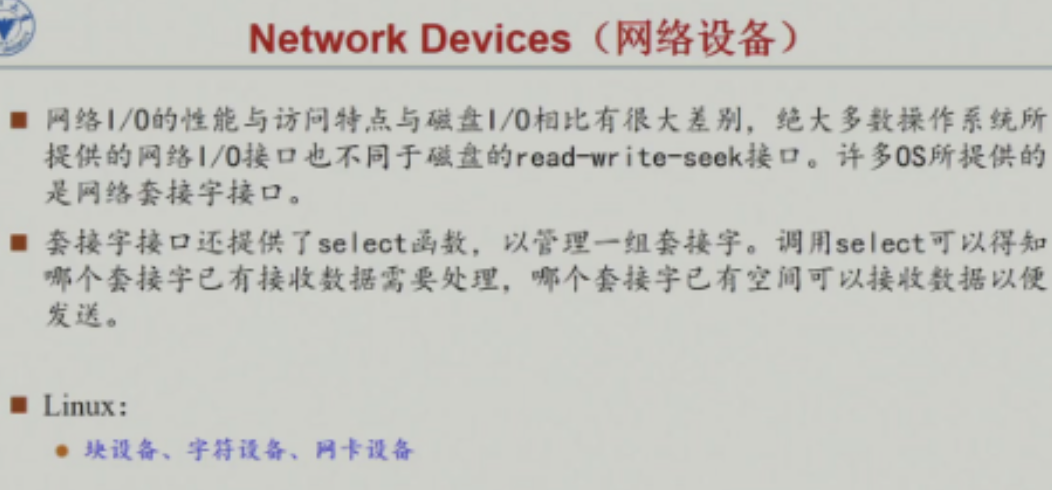 Network Devices（网络设备）
网络I/O的性能与访问特点与磁盘I/O相比有很大差别，绝大多数操作系统所
提供的网络I/O接口也不同于磁盘的read-write-seek接口。许多OS所提供的
是网络套接字接口。
套接字接口还提供了select函数，以管理一组套接字。调用select可以得知
哪个套接字已有接收数据需要处理，哪个套接字已有空间可以接收数据以便
发送。
Linux:
块设备、字符设备、网卡设备